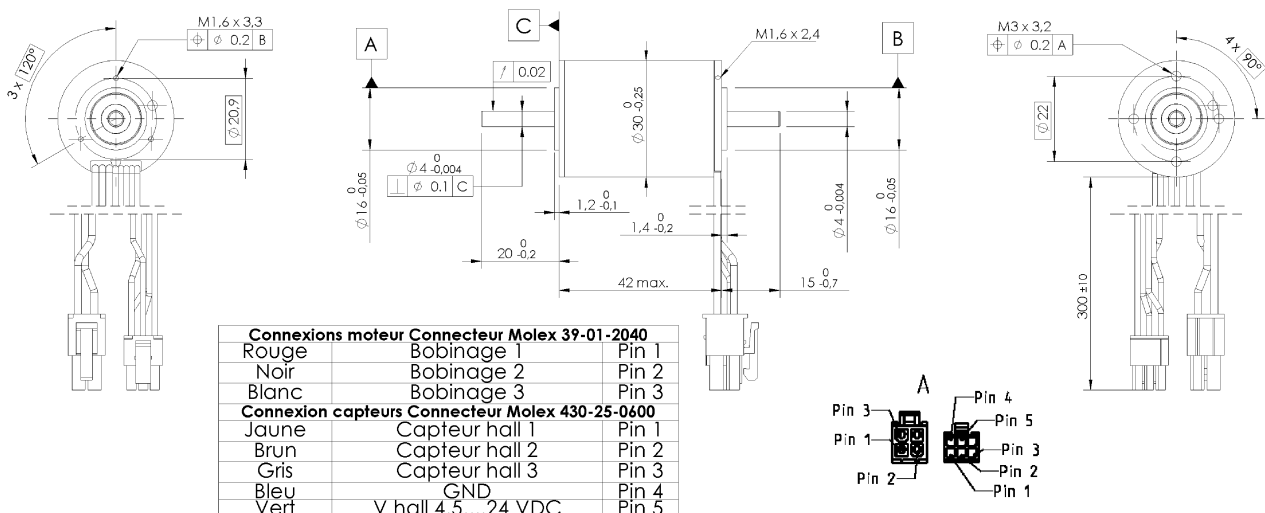 3 x 120°
M1,6 x 3,3
⌖ ⌀ 0.2 B
⌀ 20,9
C
A
B
M1,6 x 2,4
/ 0.02
⌀ 30 0 -0,25
⌀ 4 0 -0,004
⟂ ⌀ 0.1 C
⌀ 16 0 -0,05
1,2 0 -0,1
1,4 0 -0,2
20 0 -0,2
42 max.
15 0 -0,7
⌀ 4 0 -0,004
⌀ 16 0 -0,05
M3 x 3,2
⌖ ⌀ 0.2 A
4 x 90°
⌀ 22
300 ±10
Connexions moteur Connecteur Molex 39-01-2040
Rouge Bobinage 1 Pin 1
Noir Bobinage 2 Pin 2
Blanc Bobinage 3 Pin 3
Connexion capteurs Connecteur Molex 430-25-0600
Jaune Capteur hall 1 Pin 1
Brun Capteur hall 2 Pin 2
Gris Capteur hall 3 Pin 3
Bleu GND Pin 4
Vert V hall 4,5....24 VDC Pin 5
A
Pin 3
Pin 1
Pin 2
Pin 4
Pin 5
Pin 3
Pin 2
Pin 1